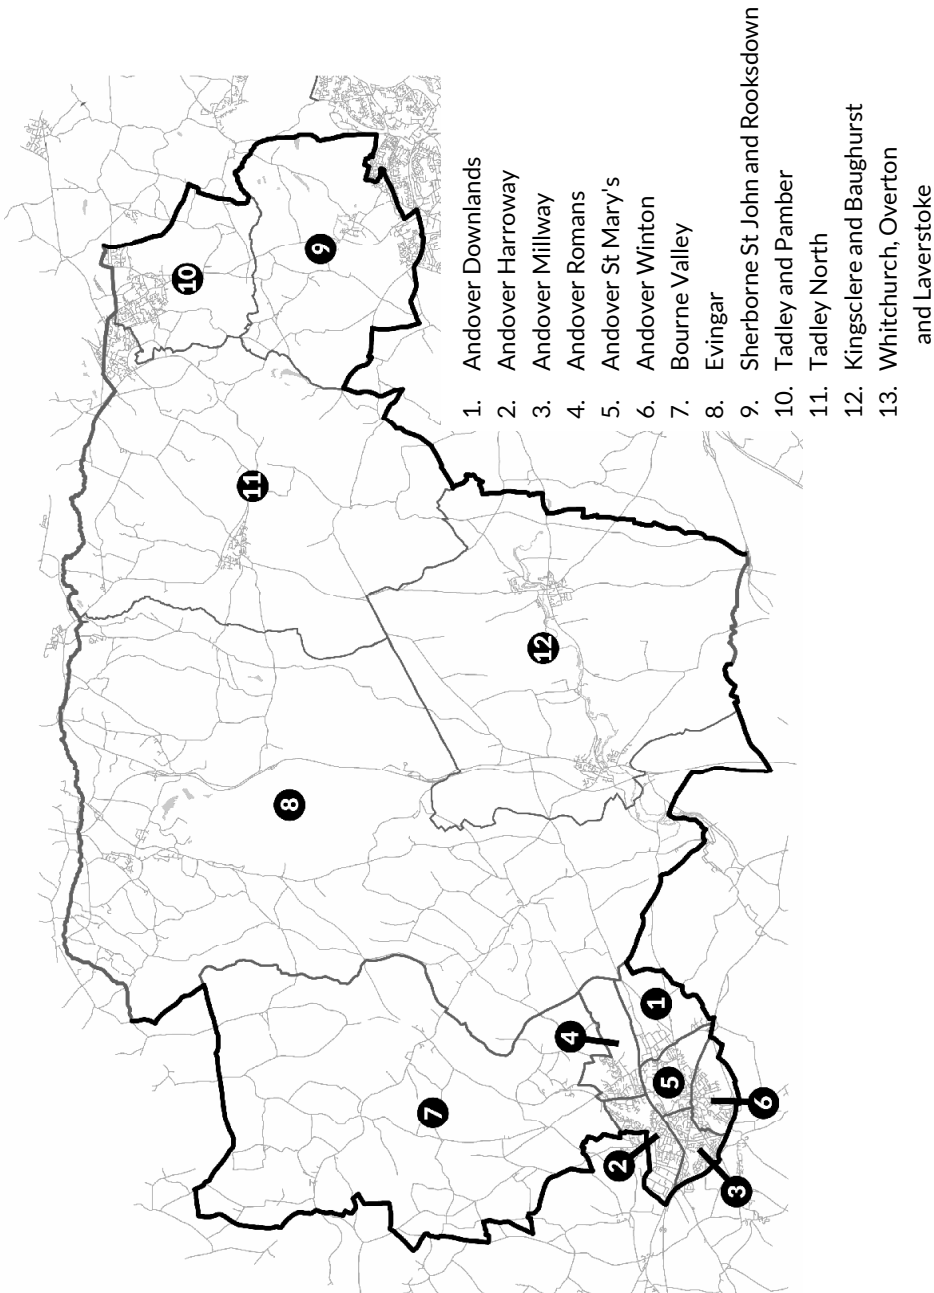 1. Andover Downlands
2. Andover Harroway
3. Andover Millway
4. Andover Romans
5. Andover St Mary's
6. Andover Winton
7. Bourne Valley
8. Evingar
9. Sherborne St John and Rooksdown
10. Tadley and Pamber
11. Tadley North
12. Kingsclere and Baughurst
13. Whitchurch, Overton
and Laverstoke
10
9
11
8
12
7
4
1
5
2
6
3